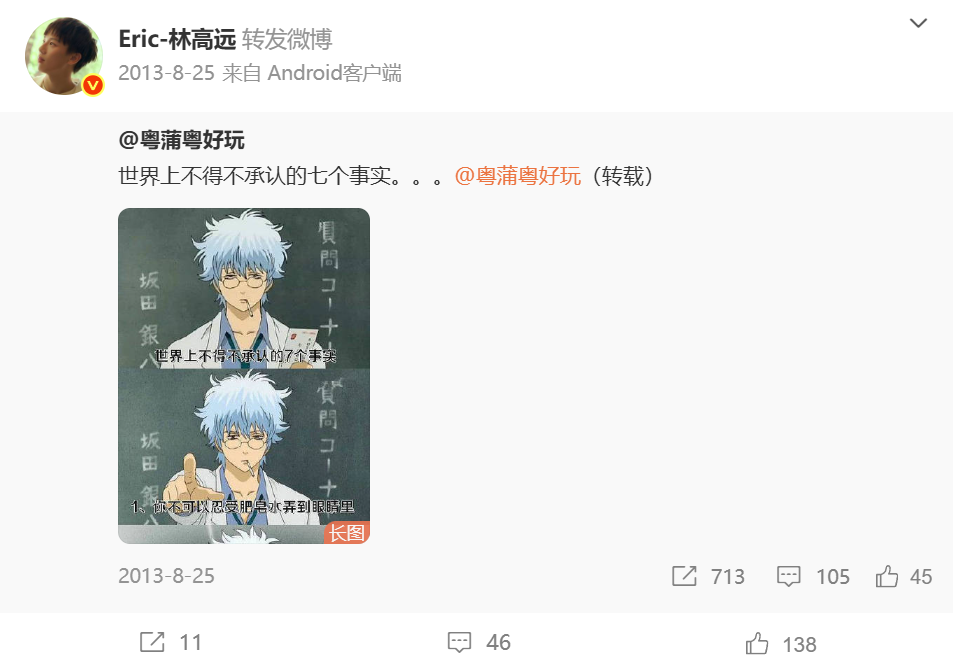 Eric-林高远 转发微博
2013-8-25 来自 Android客户端
@粤蒲粤好玩
世界上不得不承认的七个事实。。。@粤蒲粤好玩（转载）
質問コーナー
坂田銀八
世界上不得不承认的7个事实
質問コーナー
坂田銀八
1、你不可以忍受肥皂水弄到眼睛里
长图
2013-8-25
713
105
45
11
46
138